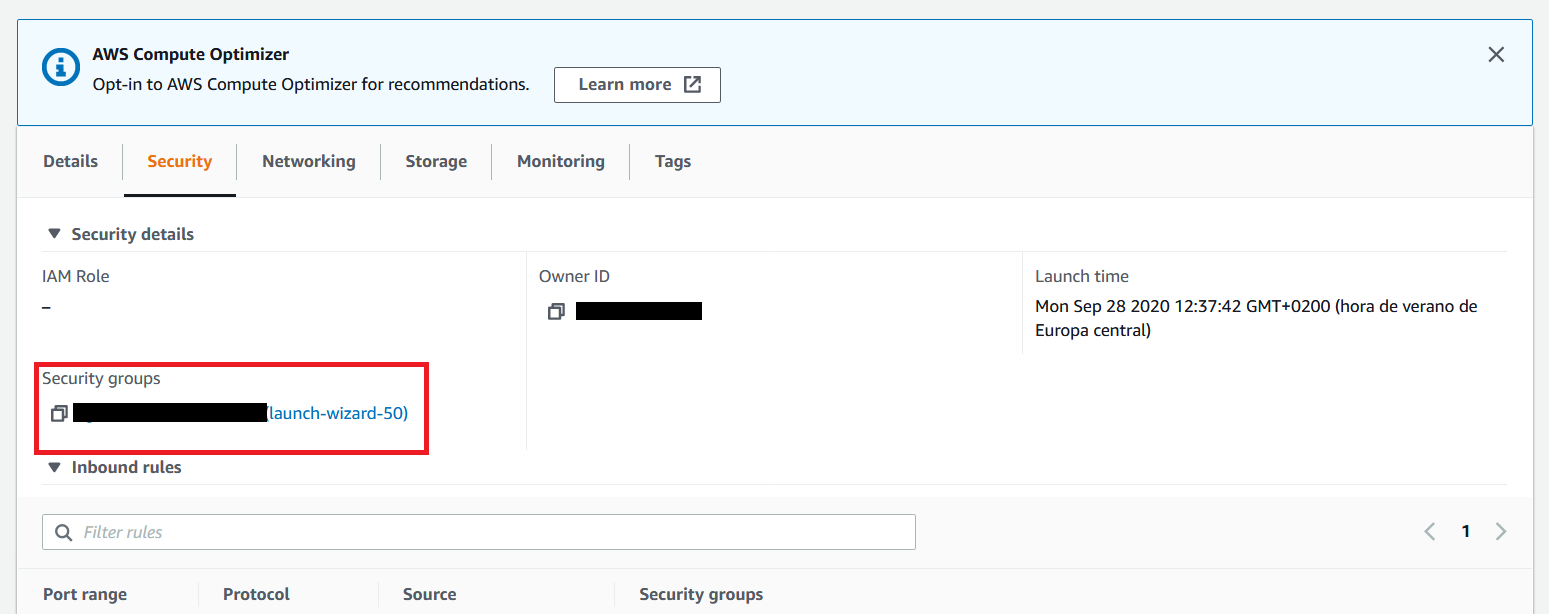 AWS Compute Optimizer
Opt-in to AWS Compute Optimizer for recommendations.
Learn more
Details
Security
Networking
Storage
Monitoring
Tags
Security details
IAM Role
–
Owner ID
Launch time
Mon Sep 28 2020 12:37:42 GMT+0200 (hora de verano de
Europa central)
Security groups
(launch-wizard-50)
Inbound rules
Filter rules
1
Port range
Protocol
Source
Security groups